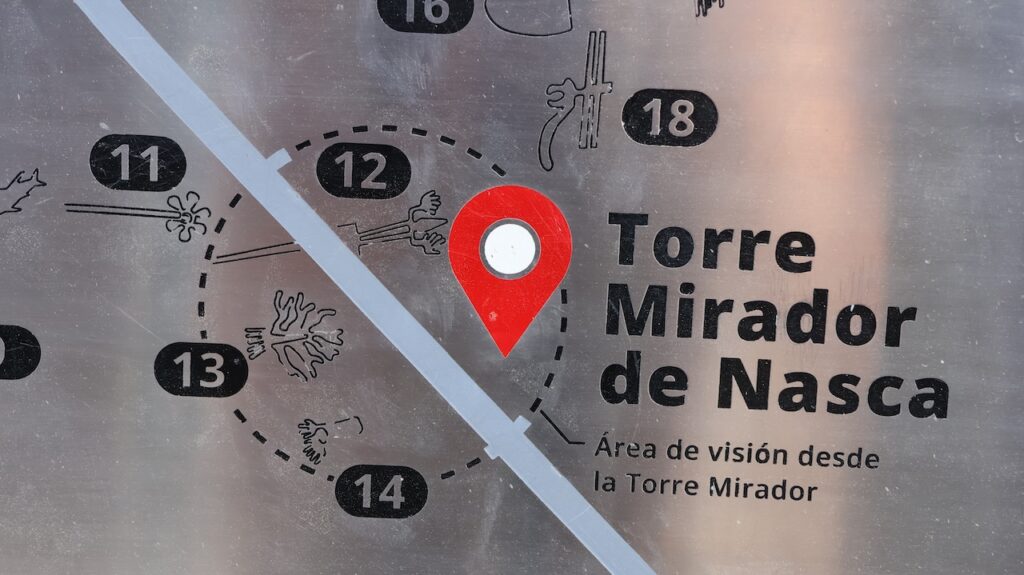 16
18
11
12
Torre
Mirador
de Nasca
13
Área de visión desde
la Torre Mirador
14